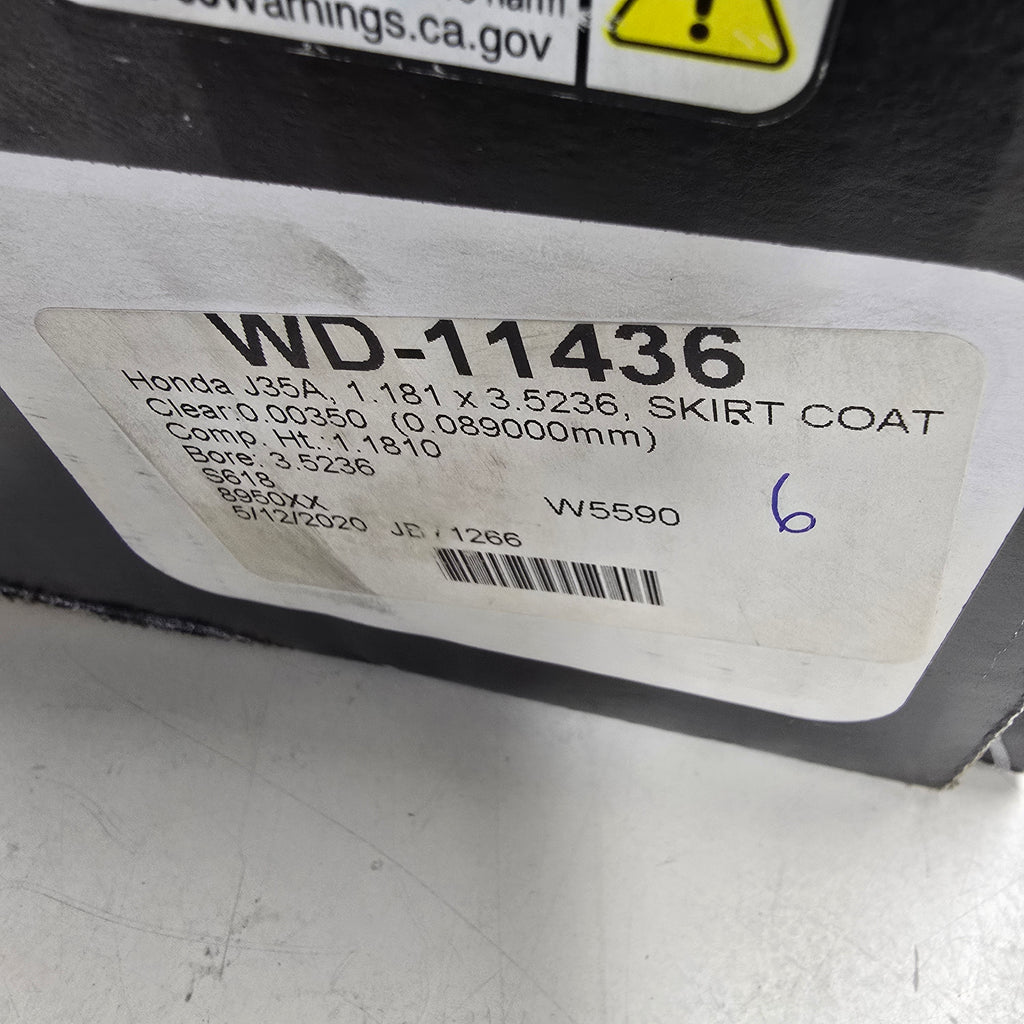 harm
Warnings.ca.gov
WD-11436
Honda J35A, 1.181 x 3.5236, SKIRT COAT
Clear:0.00350 (0.089000mm)
Comp. Ht.:1.1810
Bore: 3.5236
S618
8950XX
W5590 6
5/12/2020 1266